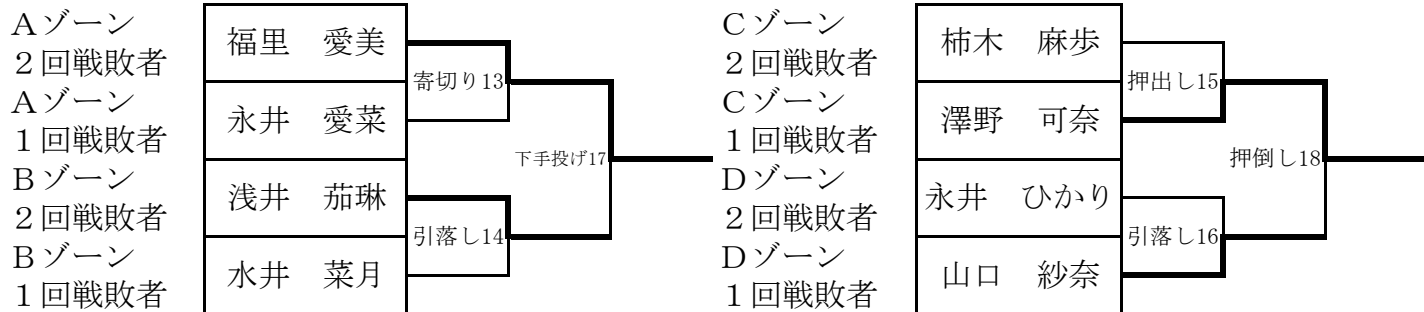 Aゾーン
2回戦敗者
Aゾーン
1回戦敗者
Bゾーン
2回戦敗者
Bゾーン
1回戦敗者
福里　愛美
永井　愛菜
浅井　茄琳
水井　菜月
寄切り13
引落し14
下手投げ17
Cゾーン
2回戦敗者
Cゾーン
1回戦敗者
Dゾーン
2回戦敗者
Dゾーン
1回戦敗者
柿木　麻歩
澤野　可奈
永井　ひかり
山口　紗奈
押出し15
引落し16
押倒し18